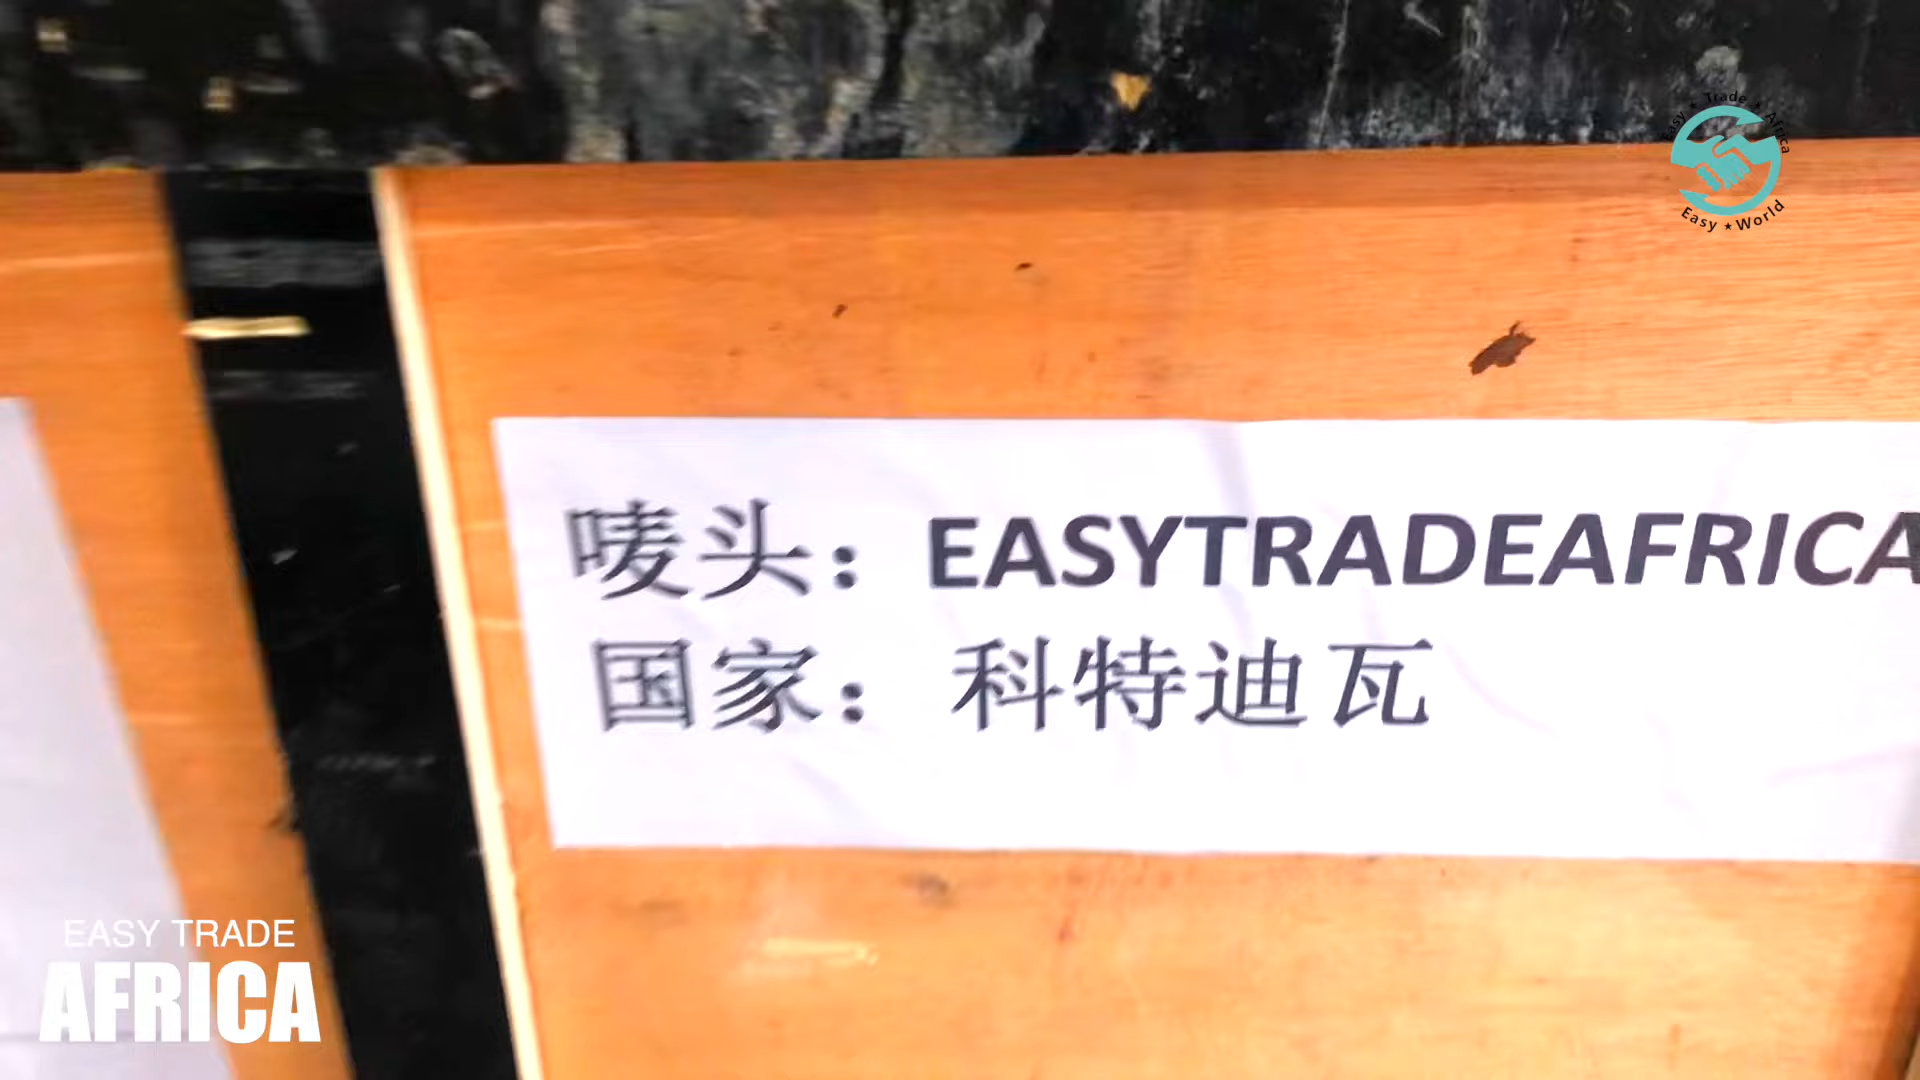 Easy ★ Trade ★ Africa
Easy ★ World
唛头：EASYTRADEAFRICA
国家：科特迪瓦
EASY TRADE
AFRICA